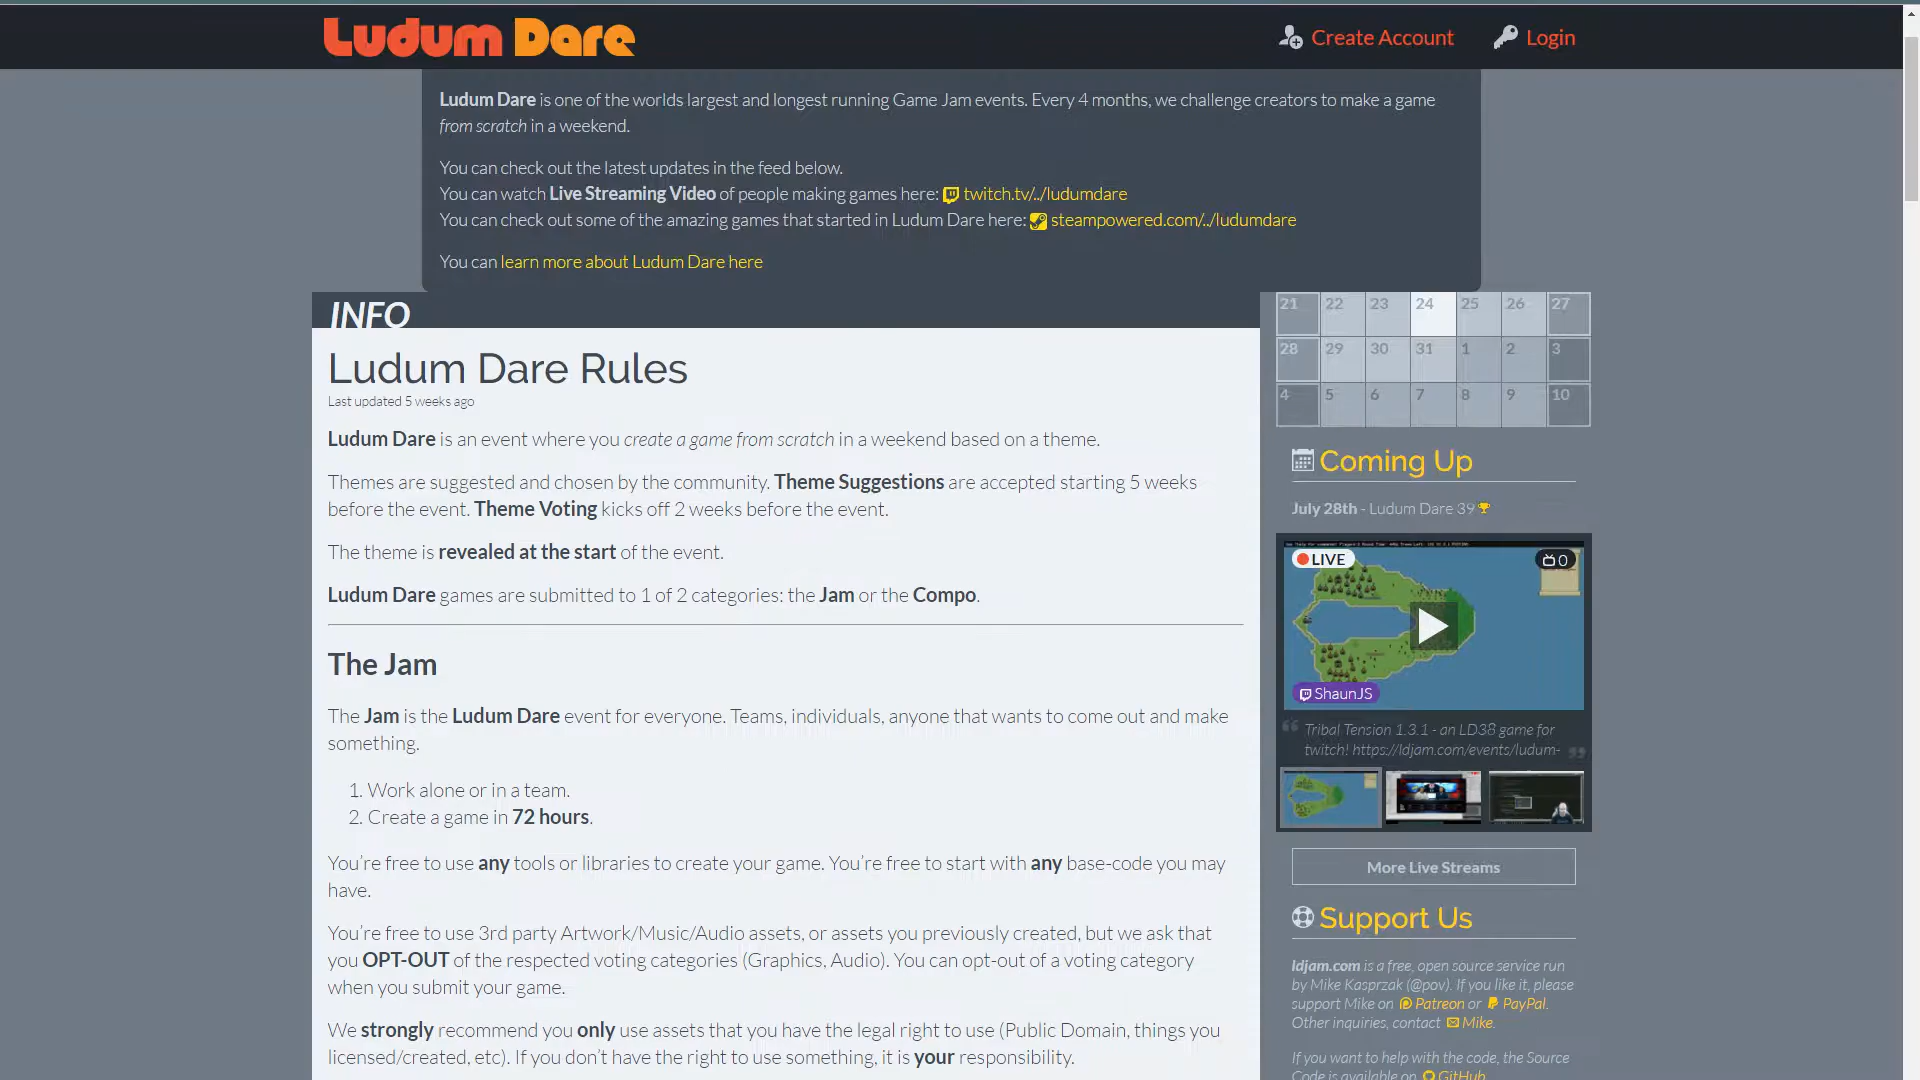 Ludum Dare
Create Account
Login
Ludum Dare is one of the worlds largest and longest running Game Jam events. Every 4 months, we challenge creators to make a game
from scratch in a weekend.
You can check out the latest updates in the feed below.
You can watch Live Streaming Video of people making games here: twitch.tv/../ludumdare
You can check out some of the amazing games that started in Ludum Dare here: steampowered.com/../ludumdare
You can learn more about Ludum Dare here
INFO
Ludum Dare Rules
Last updated 5 weeks ago
Ludum Dare is an event where you create a game from scratch in a weekend based on a theme.
Themes are suggested and chosen by the community. Theme Suggestions are accepted starting 5 weeks
before the event. Theme Voting kicks off 2 weeks before the event.
The theme is revealed at the start of the event.
Ludum Dare games are submitted to 1 of 2 categories: the Jam or the Compo.
The Jam
The Jam is the Ludum Dare event for everyone. Teams, individuals, anyone that wants to come out and make
something.
1. Work alone or in a team.
2. Create a game in 72 hours.
You're free to use any tools or libraries to create your game. You're free to start with any base-code you may
have.
You're free to use 3rd party Artwork/Music/Audio assets, or assets you previously created, but we ask that
you OPT-OUT of the respected voting categories (Graphics, Audio). You can opt-out of a voting category
when you submit your game.
We strongly recommend you only use assets that you have the legal right to use (Public Domain, things you
licensed/created, etc). If you don't have the right to use something, it is your responsibility.
21 22 23 24 25 26 27
28 29 30 31 1 2 3
4 5 6 7 8 9 10
Coming Up
July 28th - Ludum Dare 39
LIVE
0
ShaunJS
Tribal Tension 1.3.1 - an LD38 game for
twitch! https://ldjam.com/events/ludum-
More Live Streams
Support Us
ldjam.com is a free, open source service run
by Mike Kasprzak (@pov). If you like it, please
support Mike on Patreon or PayPal.
Other inquiries, contact Mike.
If you want to help with the code, the Source
Code is available on GitHub